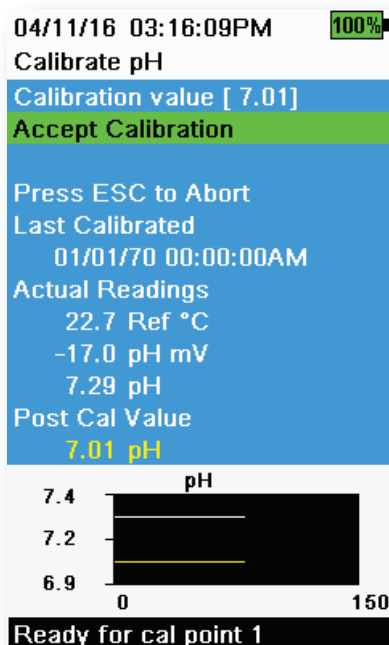 04/11/16 03:16:09PM 100%
Calibrate pH
Calibration value [ 7.01]
Accept Calibration
Press ESC to Abort
Last Calibrated
01/01/70 00:00:00AM
Actual Readings
22.7 Ref °C
-17.0 pH mV
7.29 pH
Post Cal Value
7.01 pH
pH
7.4
7.2
6.9
0 150
Ready for cal point 1